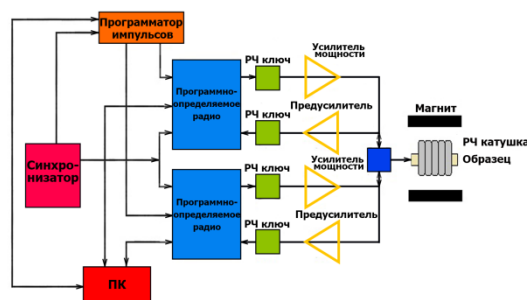 Программатор
импульсов
РЧ ключ
Усилитель
мощности
Программно-
определяемое
радио
РЧ ключ
Предусилитель
Магнит
РЧ катушка
Образец
Синхро-
низатор
Усилитель
мощности
РЧ ключ
Программно-
определяемое
радио
Предусилитель
РЧ ключ
ПК